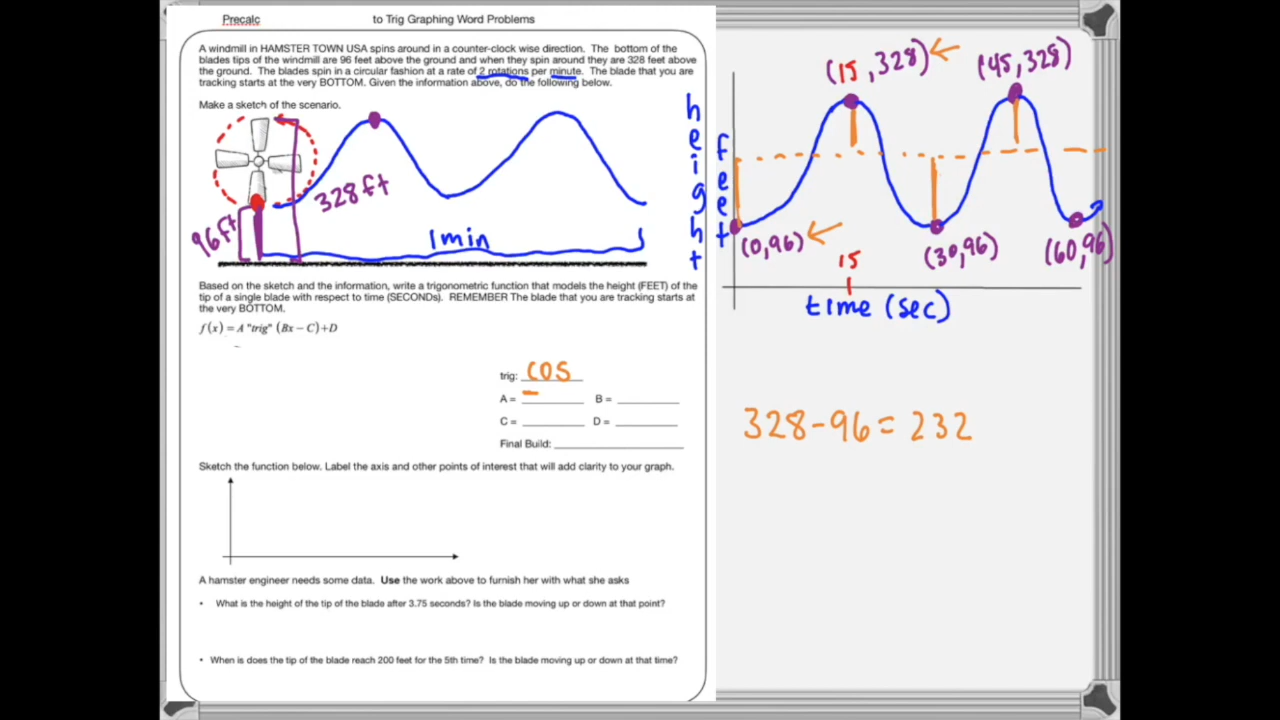 Precalc to Trig Graphing Word Problems
A windmill in HAMSTER TOWN USA spins around in a counter-clock wise direction. The bottom of the
blades tips of the windmill are 96 feet above the ground and when they spin around they are 328 feet above
the ground. The blades spin in a circular fashion at a rate of 2 rotations per minute. The blade that you are
tracking starts at the very BOTTOM. Given the information above, do the following below.
Make a sketch of the scenario.
96ft
328ft
1min
Based on the sketch and the information, write a trigonometric function that models the height (FEET) of the
tip of a single blade with respect to time (SECONDs). REMEMBER The blade that you are tracking starts at
the very BOTTOM.
f(x) = A "trig" (Bx − C)+D
trig: cos
A = − B =
C = D =
Final Build:
Sketch the function below. Label the axis and other points of interest that will add clarity to your graph.
A hamster engineer needs some data. Use the work above to furnish her with what she asks
• What is the height of the tip of the blade after 3.75 seconds? Is the blade moving up or down at that point?
• When is does the tip of the blade reach 200 feet for the 5th time? Is the blade moving up or down at that time?
height
feet
(15,328)
(45,328)
(0,96)
(30,96)
(60,96)
15
time (sec)
328-96=232